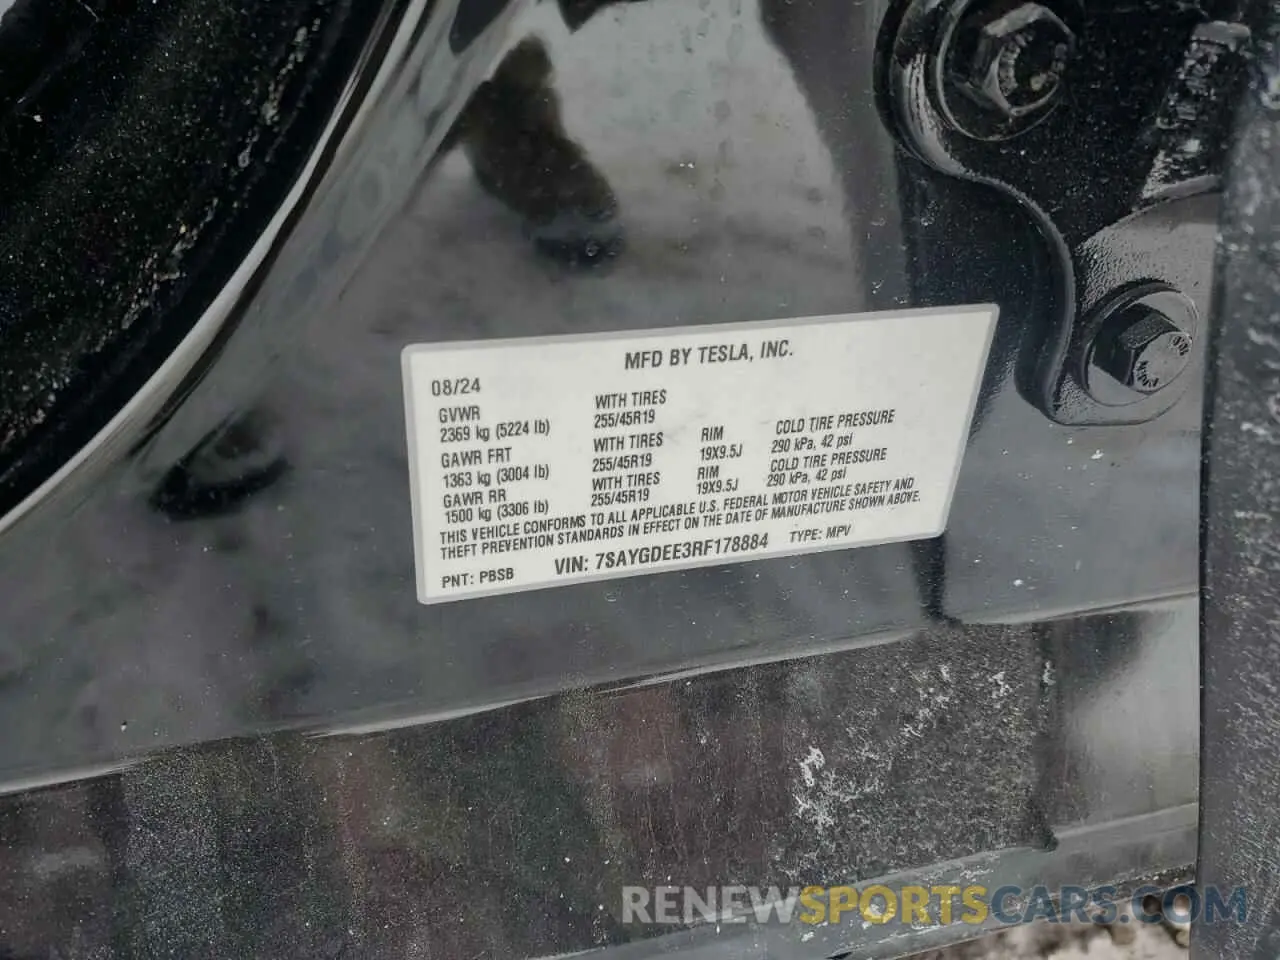 MFD BY TESLA, INC.
08/24
GVWR
2369 kg (5224 lb)
WITH TIRES
255/45R19
GAWR FRT
1363 kg (3004 lb)
WITH TIRES
255/45R19
RIM
19X9.5J
COLD TIRE PRESSURE
290 kPa, 42 psi
GAWR RR
1500 kg (3306 lb)
WITH TIRES
255/45R19
RIM
19X9.5J
COLD TIRE PRESSURE
290 kPa, 42 psi
THIS VEHICLE CONFORMS TO ALL APPLICABLE U.S. FEDERAL MOTOR VEHICLE SAFETY AND
THEFT PREVENTION STANDARDS IN EFFECT ON THE DATE OF MANUFACTURE SHOWN ABOVE.
PNT: PBSB VIN: 7SAYGDEE3RF178884 TYPE: MPV
RENEWSPORTSCARS.COM